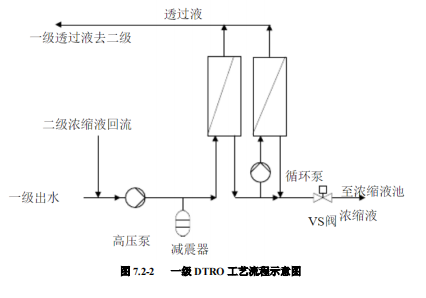 透过液
一级透过液去二级
二级浓缩液回流
循环泵
一级出水
至浓缩液池
VS阀
浓缩液
高压泵
减震器
图 7.2-2 一级 DTRO 工艺流程示意图